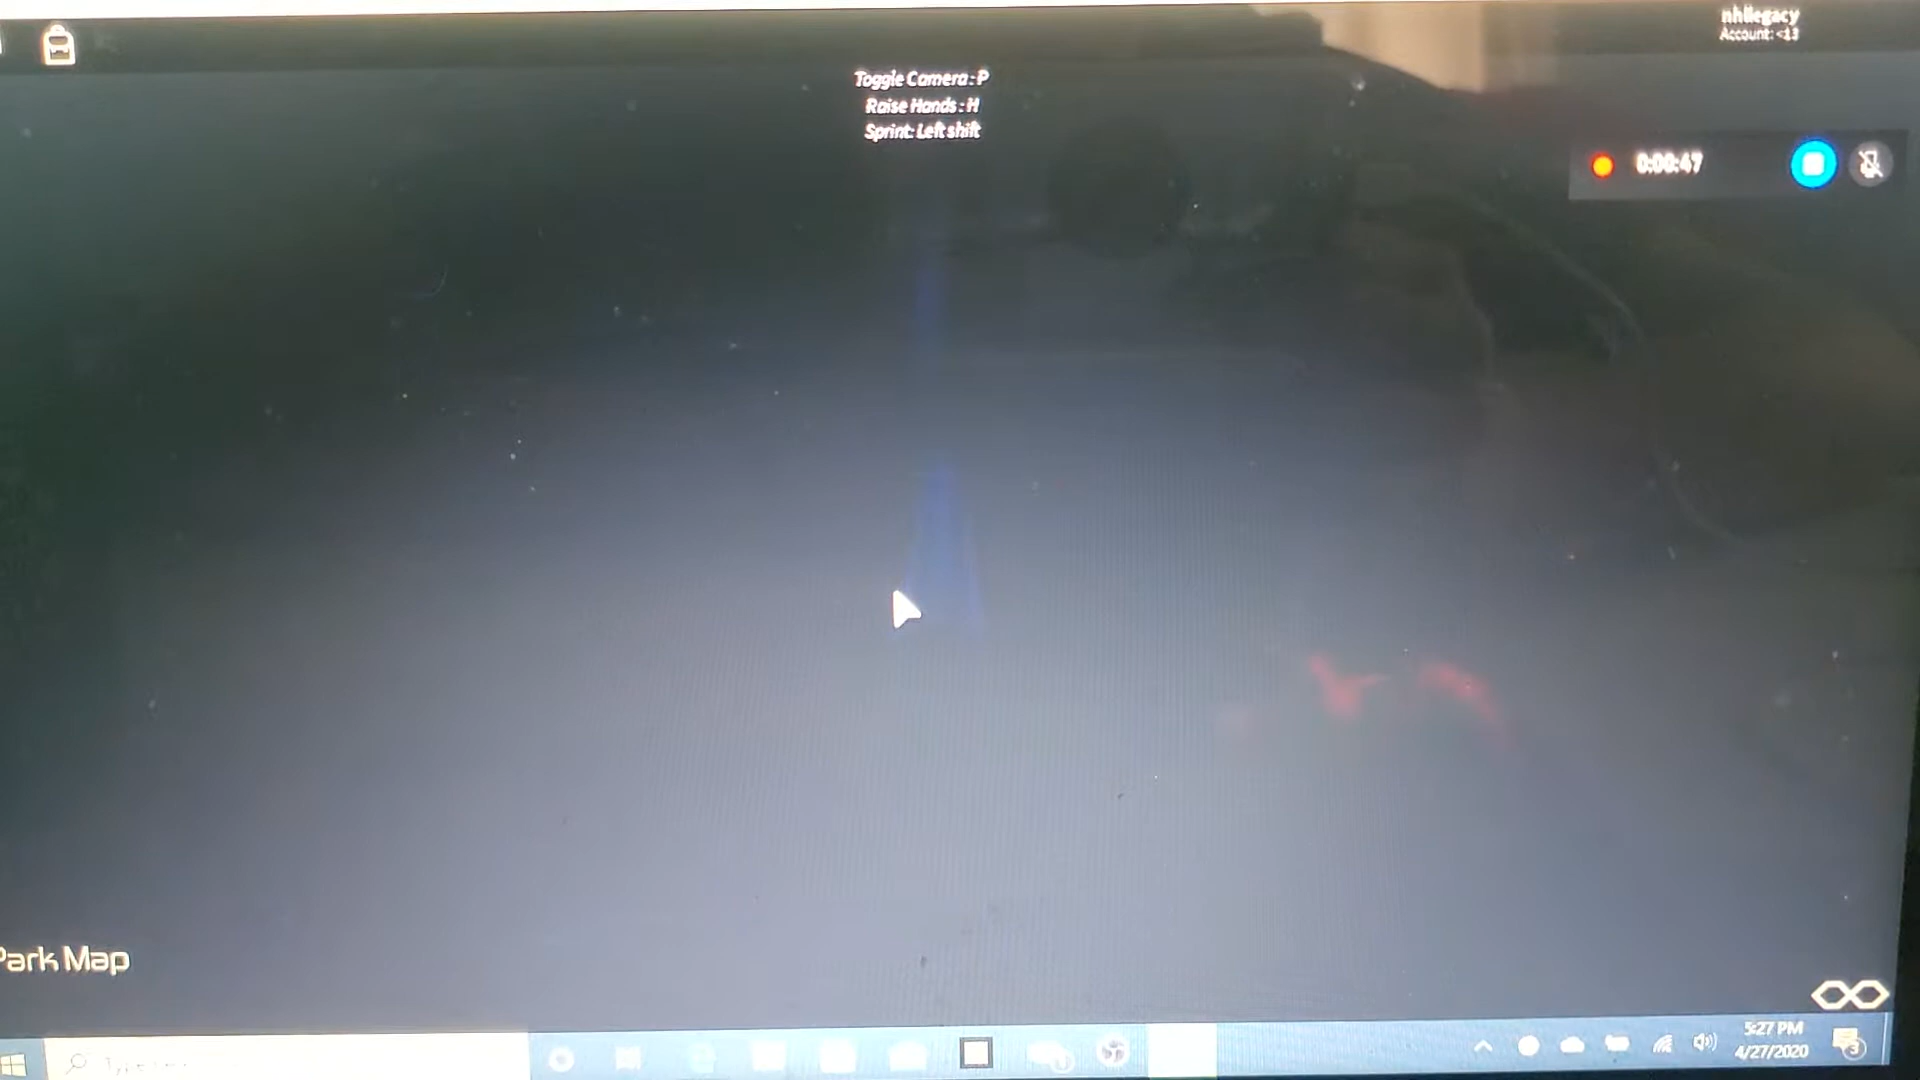 nhllegacy
Account: <13
Toggle Camera : P
Raise Hands : H
Sprint: Left shift
0:00:47
Park Map
5:27 PM
4/27/2020
3